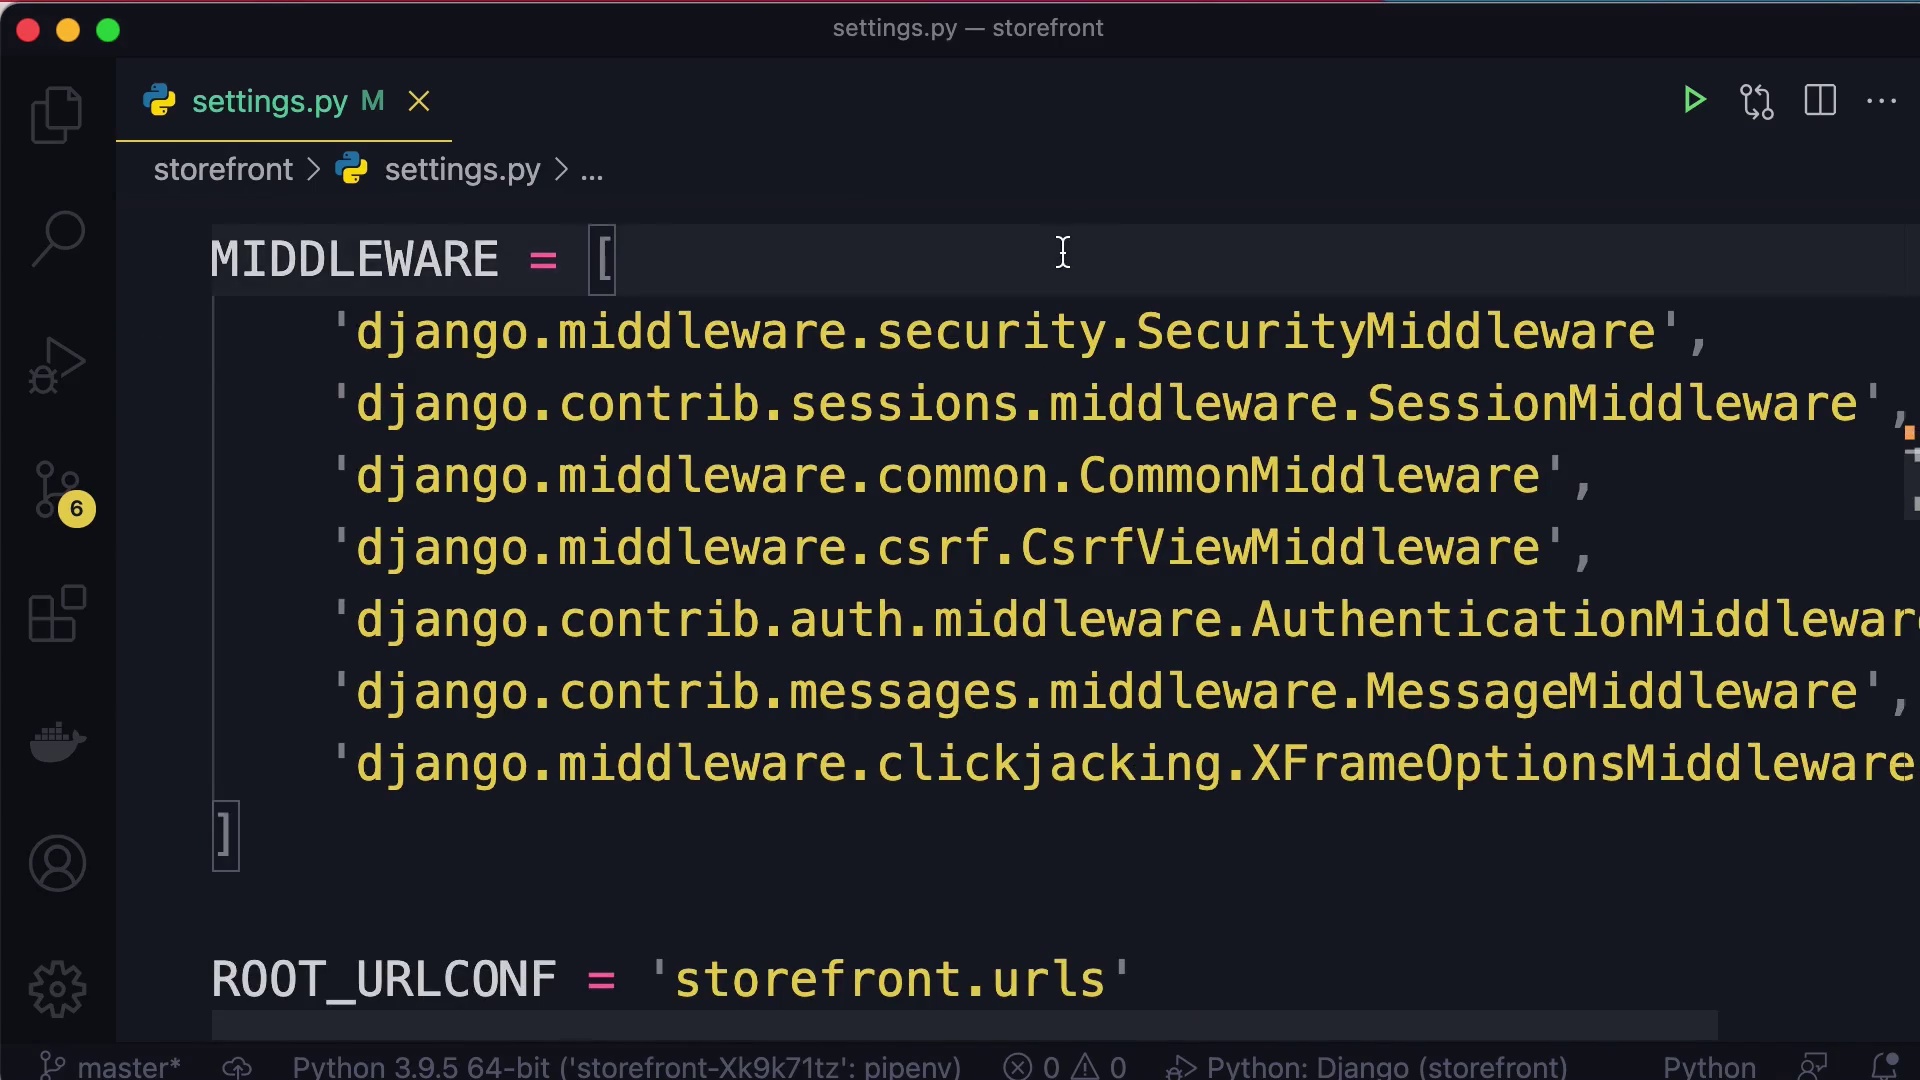 settings.py — storefront
settings.py M
storefront > settings.py > ...
MIDDLEWARE = [
'django.middleware.security.SecurityMiddleware',
'django.contrib.sessions.middleware.SessionMiddleware',
'django.middleware.common.CommonMiddleware',
'django.middleware.csrf.CsrfViewMiddleware',
'django.contrib.auth.middleware.AuthenticationMiddleware
'django.contrib.messages.middleware.MessageMiddleware',
'django.middleware.clickjacking.XFrameOptionsMiddleware
]
ROOT_URLCONF = 'storefront.urls'
6
master* Python 3.9.5 64-bit ('storefront-Xk9k71tz': pipenv) 0 0 Python: Django (storefront) Python